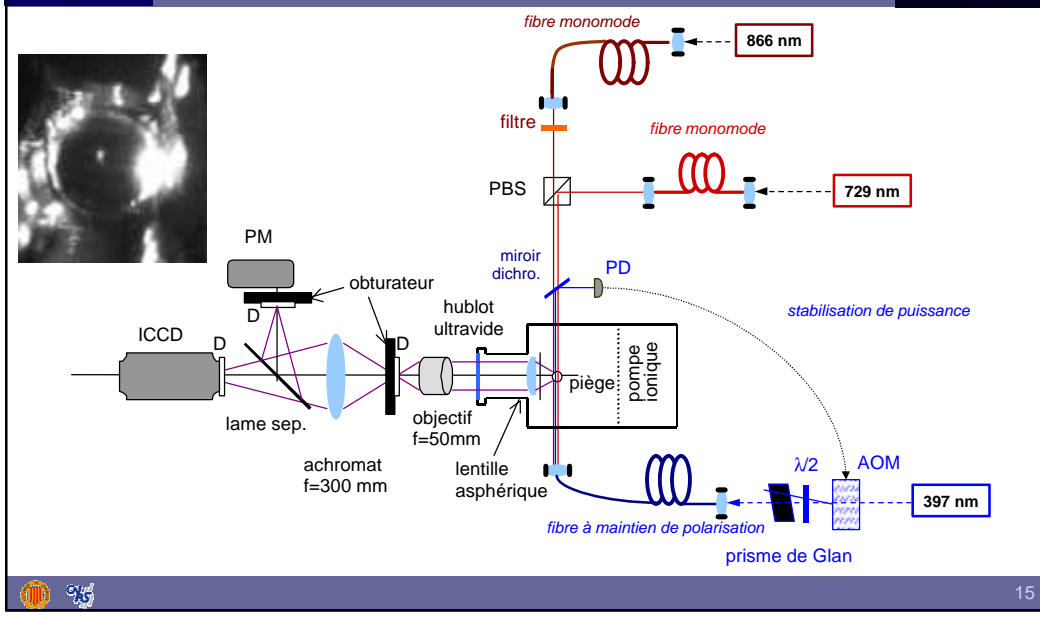 fibre monomode
866 nm
filtre
fibre monomode
PBS
729 nm
PM
miroir
dichro.
PD
obturateur
hublot
ultravide
stabilisation de puissance
D
ICCD
D
D
piège
pompe
ionique
lame sep.
objectif
f=50mm
achromat
f=300 mm
lentille
asphérique
λ/2
AOM
397 nm
fibre à maintien de polarisation
prisme de Glan
15